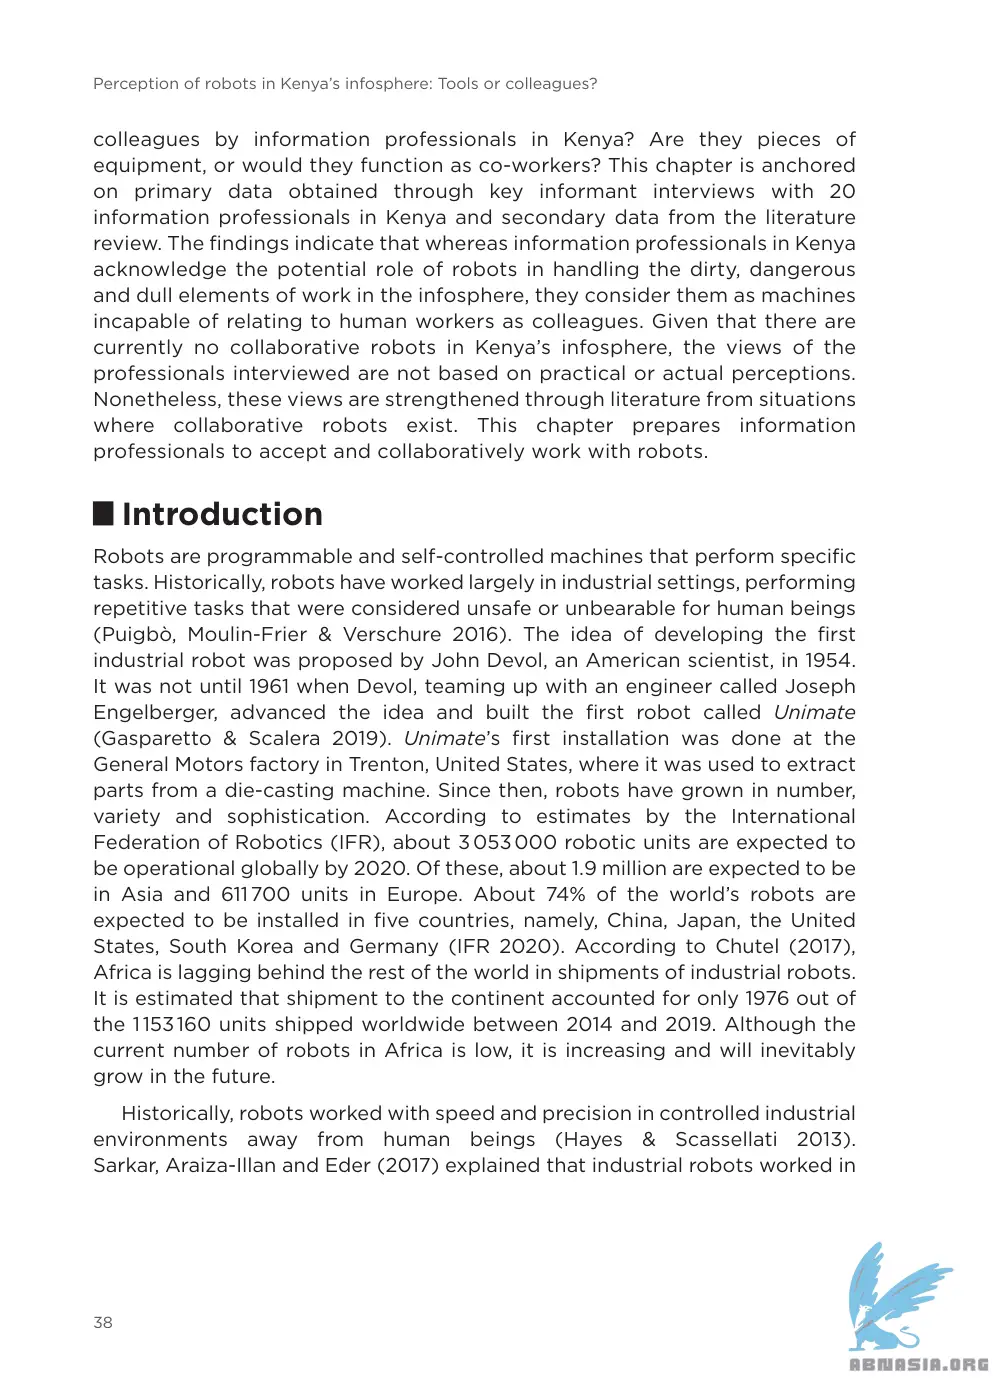 Perception of robots in Kenya’s infosphere: Tools or colleagues?
colleagues by information professionals in Kenya? Are they pieces of
equipment, or would they function as co-workers? This chapter is anchored
on primary data obtained through key informant interviews with 20
information professionals in Kenya and secondary data from the literature
review. The findings indicate that whereas information professionals in Kenya
acknowledge the potential role of robots in handling the dirty, dangerous
and dull elements of work in the infosphere, they consider them as machines
incapable of relating to human workers as colleagues. Given that there are
currently no collaborative robots in Kenya’s infosphere, the views of the
professionals interviewed are not based on practical or actual perceptions.
Nonetheless, these views are strengthened through literature from situations
where collaborative robots exist. This chapter prepares information
professionals to accept and collaboratively work with robots.
Introduction
Robots are programmable and self-controlled machines that perform specific
tasks. Historically, robots have worked largely in industrial settings, performing
repetitive tasks that were considered unsafe or unbearable for human beings
(Puigbò, Moulin-Frier & Verschure 2016). The idea of developing the first
industrial robot was proposed by John Devol, an American scientist, in 1954.
It was not until 1961 when Devol, teaming up with an engineer called Joseph
Engelberger, advanced the idea and built the first robot called Unimate
(Gasparetto & Scalera 2019). Unimate’s first installation was done at the
General Motors factory in Trenton, United States, where it was used to extract
parts from a die-casting machine. Since then, robots have grown in number,
variety and sophistication. According to estimates by the International
Federation of Robotics (IFR), about 3 053 000 robotic units are expected to
be operational globally by 2020. Of these, about 1.9 million are expected to be
in Asia and 611 700 units in Europe. About 74% of the world’s robots are
expected to be installed in five countries, namely, China, Japan, the United
States, South Korea and Germany (IFR 2020). According to Chutel (2017),
Africa is lagging behind the rest of the world in shipments of industrial robots.
It is estimated that shipment to the continent accounted for only 1976 out of
the 1 153 160 units shipped worldwide between 2014 and 2019. Although the
current number of robots in Africa is low, it is increasing and will inevitably
grow in the future.
Historically, robots worked with speed and precision in controlled industrial
environments away from human beings (Hayes & Scassellati 2013).
Sarkar, Araiza-Illan and Eder (2017) explained that industrial robots worked in
38
ABNASIA.ORG